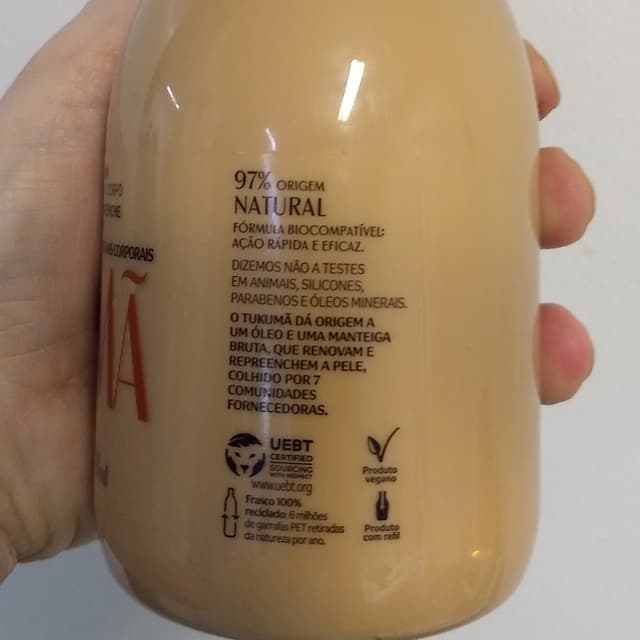 97% ORIGEM
NATURAL
FÓRMULA BIOCOMPATÍVEL:
AÇÃO RÁPIDA E EFICAZ.
DIZEMOS NÃO A TESTES
EM ANIMAIS, SILICONES,
PARABENOS E ÓLEOS MINERAIS.
O TUKUMÃ DÁ ORIGEM A
UM ÓLEO E UMA MANTEIGA
BRUTA, QUE RENOVAM E
REPREENCHEM A PELE,
COLHIDO POR 7
COMUNIDADES
FORNECEDORAS.
UEBT
CERTIFIED
SOURCING
WITH RESPECT
www.uebt.org
Produto
vegano
Frasco 100%
reciclado: 6 milhões
de garrafas PET retiradas
da natureza por ano.
Produto
com refil
CORPORAIS
MÃ
ml